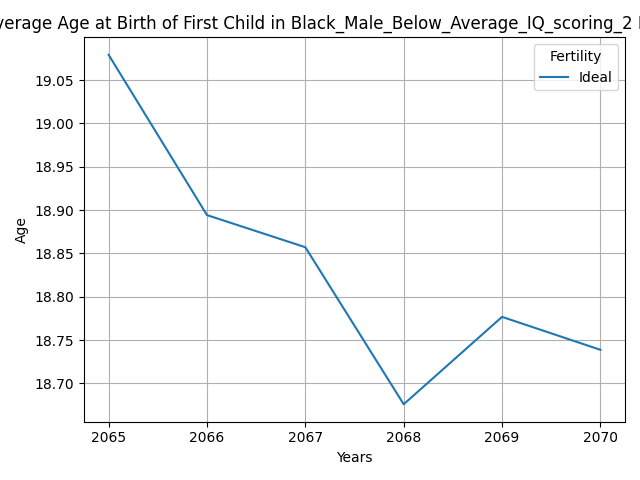 verage Age at Birth of First Child in Black_Male_Below_Average_IQ_scoring_2
Fertility
Ideal
19.05
19.00
18.95
18.90
18.85
18.80
18.75
18.70
Age
2065 2066 2067 2068 2069 2070
Years